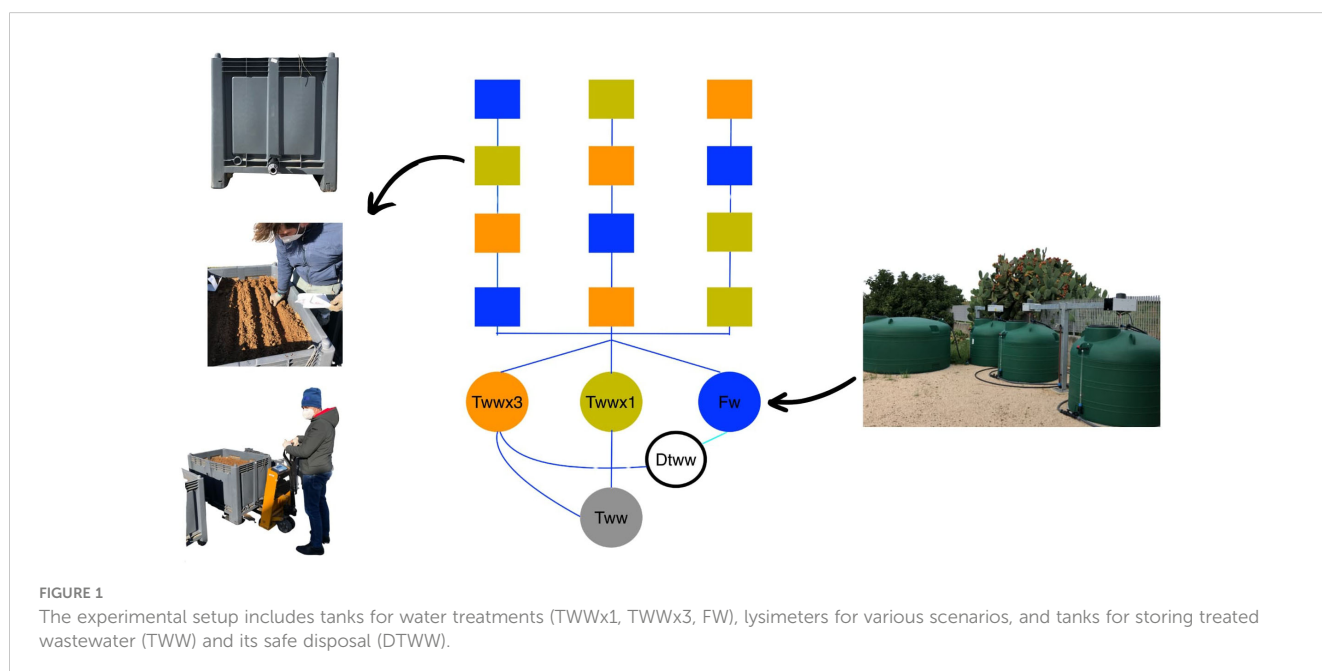 Twwx3 Twwx1 Fw
Dtww
Tww
FIGURE 1
The experimental setup includes tanks for water treatments (TWWx1, TWWx3, FW), lysimeters for various scenarios, and tanks for storing treated
wastewater (TWW) and its safe disposal (DTWW).